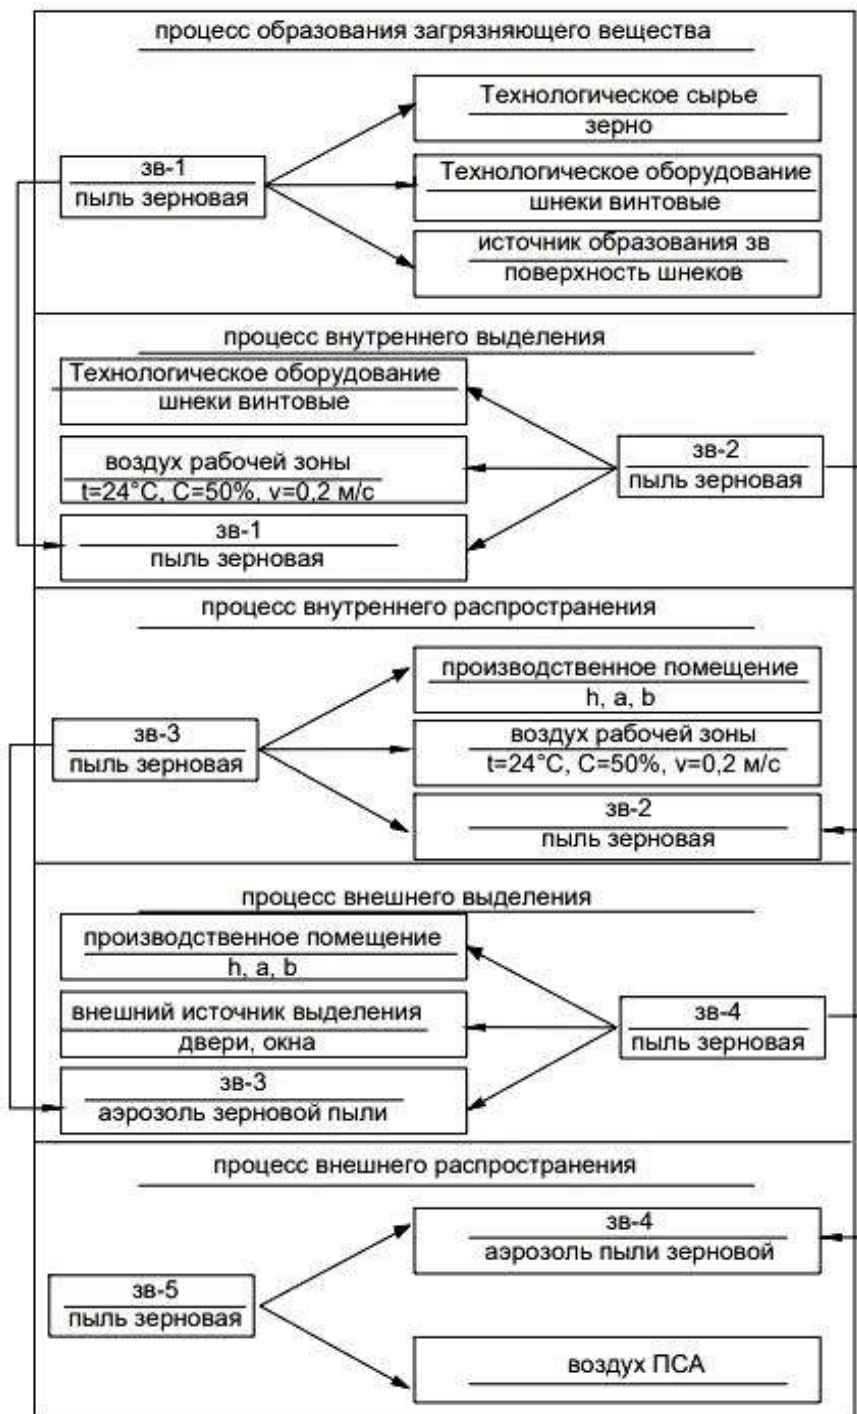 процесс образования загрязняющего вещества
Технологическое сырье
зерно
зв-1
пыль зерновая
Технологическое оборудование
шнеки винтовые
источник образования зв
поверхность шнеков
процесс внутреннего выделения
Технологическое оборудование
шнеки винтовые
воздух рабочей зоны
t=24°C, C=50%, v=0,2 м/с
зв-2
пыль зерновая
зв-1
пыль зерновая
процесс внутреннего распространения
производственное помещение
h, a, b
зв-3
пыль зерновая
воздух рабочей зоны
t=24°C, C=50%, v=0,2 м/с
зв-2
пыль зерновая
процесс внешнего выделения
производственное помещение
h, a, b
внешний источник выделения
двери, окна
зв-4
пыль зерновая
зв-3
аэрозоль зерновой пыли
процесс внешнего распространения
зв-4
аэрозоль пыли зерновой
зв-5
пыль зерновая
воздух ПСА